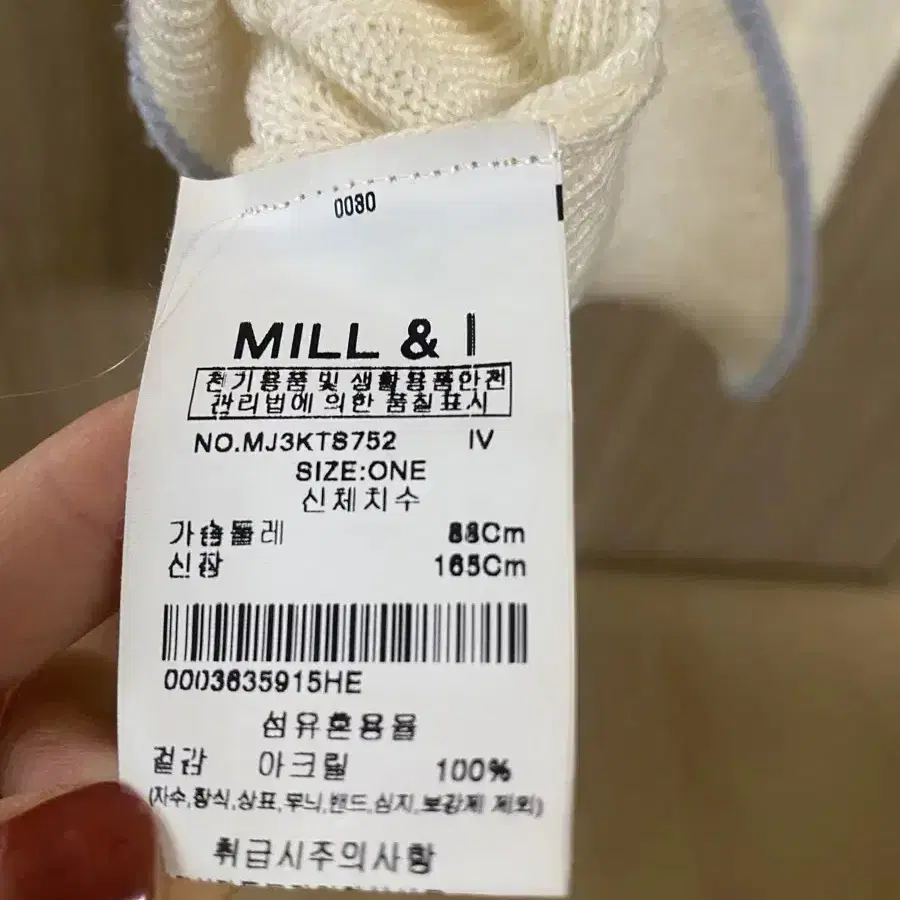 0080
MILL & I
전기용품 및 생활용품안전
관리법에 의한 품질표시
NO.MJ3KTS752 IV
SIZE:ONE
신체치수
가슴둘레 88Cm
신장 165Cm
0003635915HE
섬유혼용율
겉감 아크릴 100%
(자수,장식,상표,무늬,밴드,심지,보강제 제외)
취급시주의사항